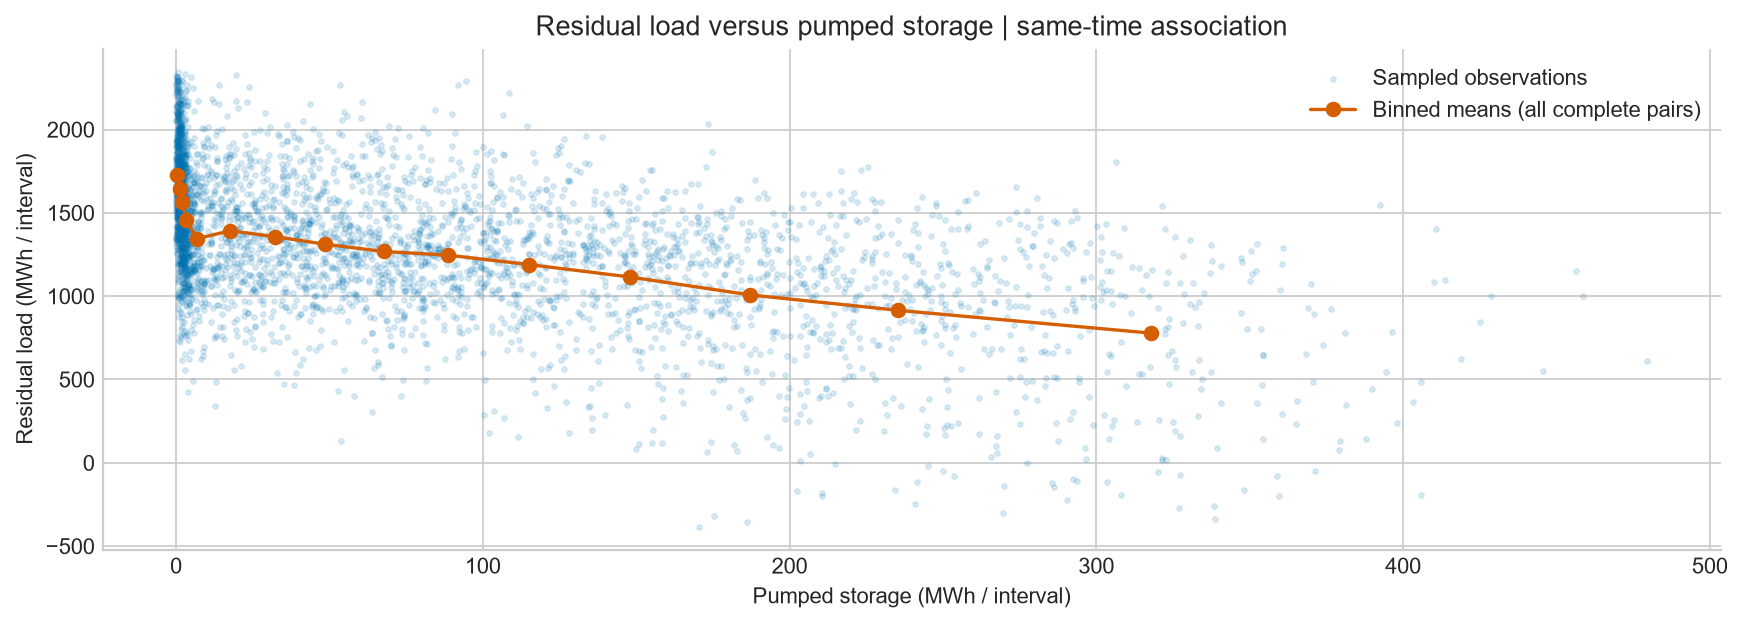 Residual load versus pumped storage | same-time association
Sampled observations
Binned means (all complete pairs)
Residual load (MWh / interval)
2000
1500
1000
500
0
−500
0 100 200 300 400 500
Pumped storage (MWh / interval)